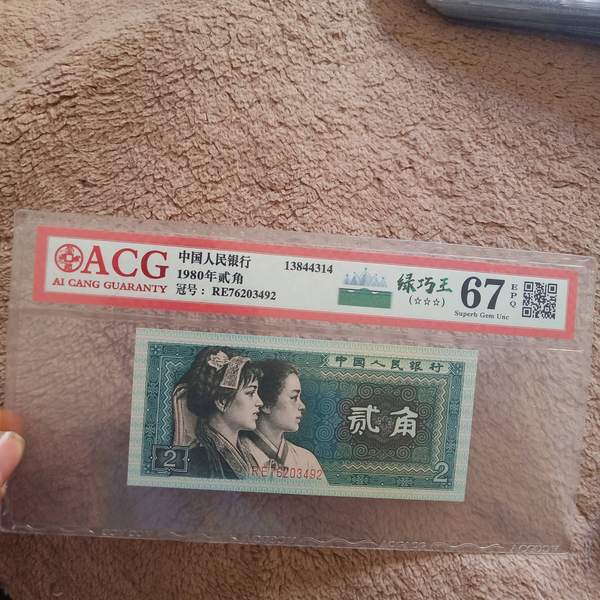 ACG
AI CANG GUARANTY
中国人民银行
1980年贰角
冠号： RE76203492
13844314
绿巧王
(☆☆☆)
67
EPQ
Superb Gem Unc
中国人民银行
贰角
RE76203492
2
2